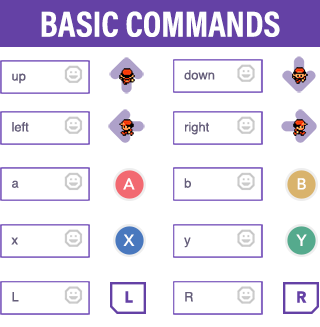 BASIC COMMANDS
up down
left right
a A b B
x X y Y
L L R R